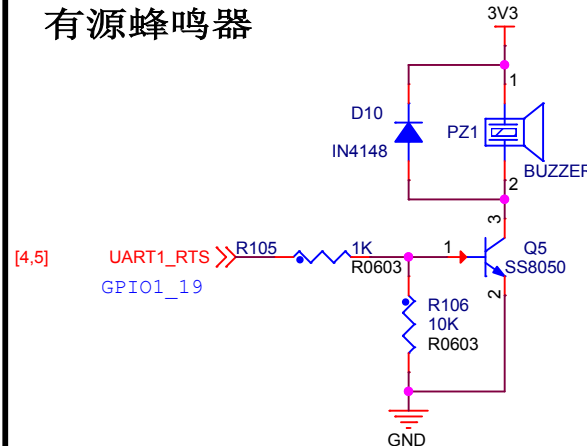 有源蜂鸣器
3V3
1
D10
PZ1
IN4148
BUZZER
2
3
[4,5] UART1_RTS R105 1K 1 Q5
R0603 SS8050
GPIO1_19
2
R106
10K
R0603
GND